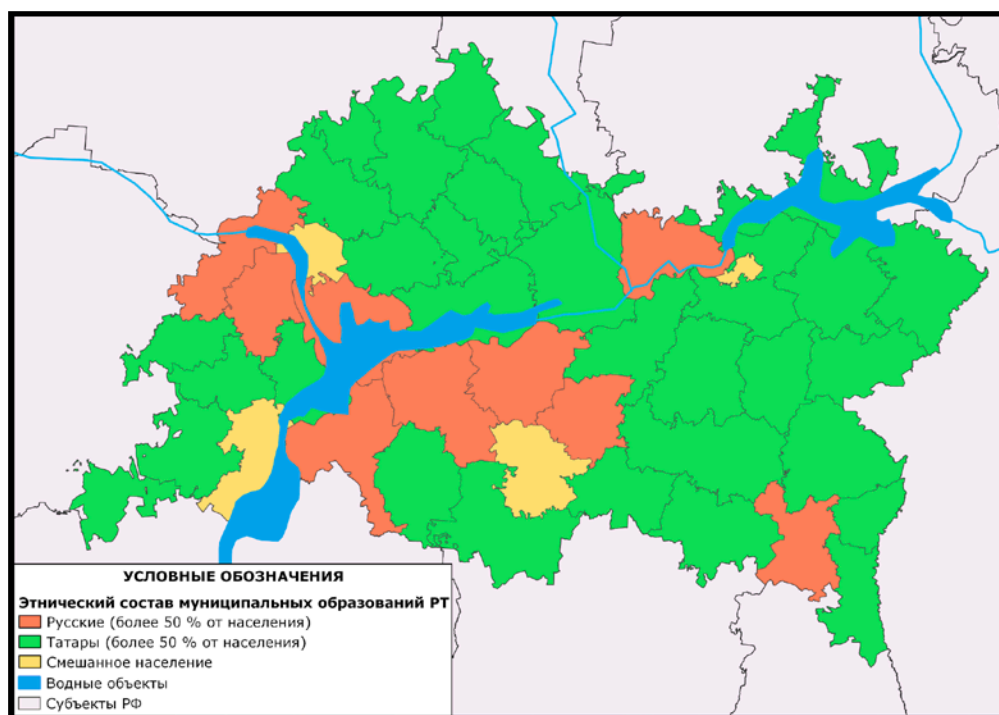 УСЛОВНЫЕ ОБОЗНАЧЕНИЯ
Этнический состав муниципальных образований РТ
Русские (более 50 % от населения)
Татары (более 50 % от населения)
Смешанное население
Водные объекты
Субъекты РФ